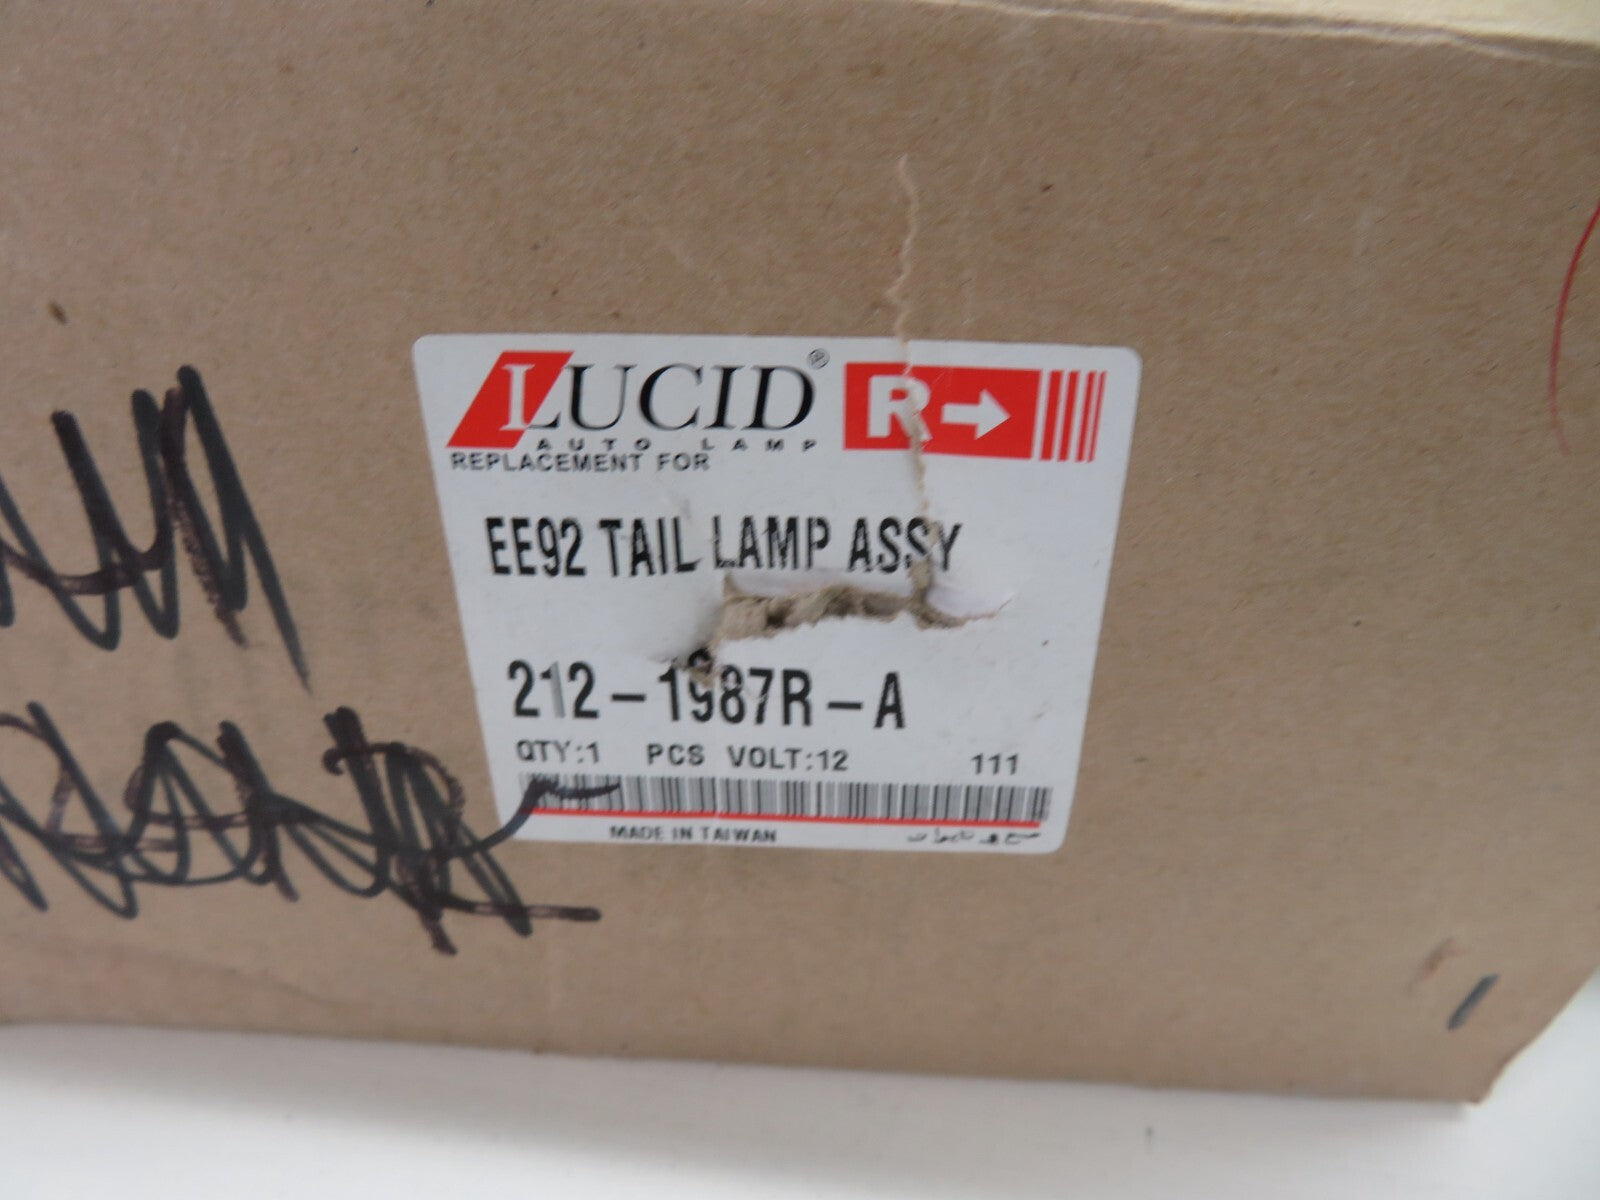 LUCID®
AUTO LAMP
R→
REPLACEMENT FOR
EE92 TAIL LAMP ASSY
212-1987R-A
QTY:1 PCS VOLT:12 111
MADE IN TAIWAN